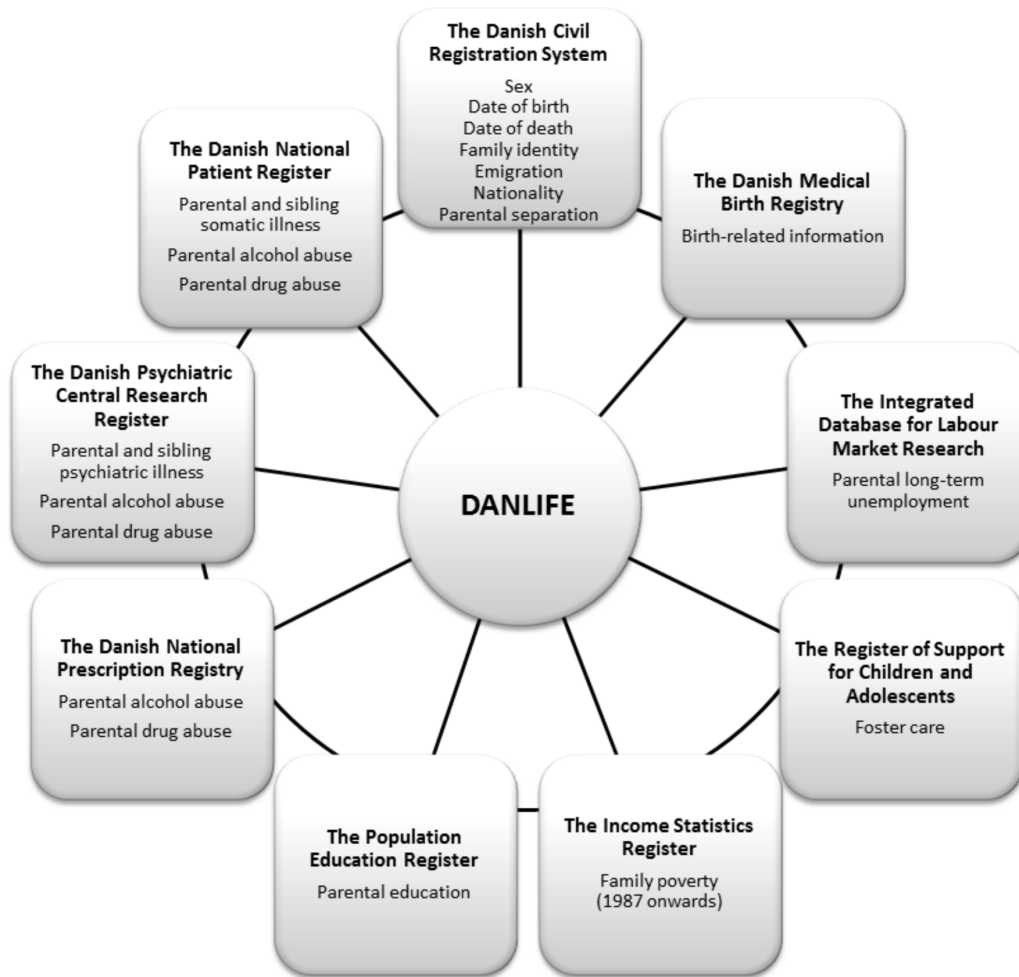 The Danish Civil
Registration System
Sex
Date of birth
Date of death
Family identity
Emigration
Nationality
Parental separation
The Danish Medical
Birth Registry
Birth-related information
The Integrated
Database for Labour
Market Research
Parental long-term
unemployment
The Register of Support
for Children and
Adolescents
Foster care
The Income Statistics
Register
Family poverty
(1987 onwards)
The Population
Education Register
Parental education
The Danish National
Prescription Registry
Parental alcohol abuse
Parental drug abuse
The Danish Psychiatric
Central Research
Register
Parental and sibling
psychiatric illness
Parental alcohol abuse
Parental drug abuse
The Danish National
Patient Register
Parental and sibling
somatic illness
Parental alcohol abuse
Parental drug abuse
DANLIFE